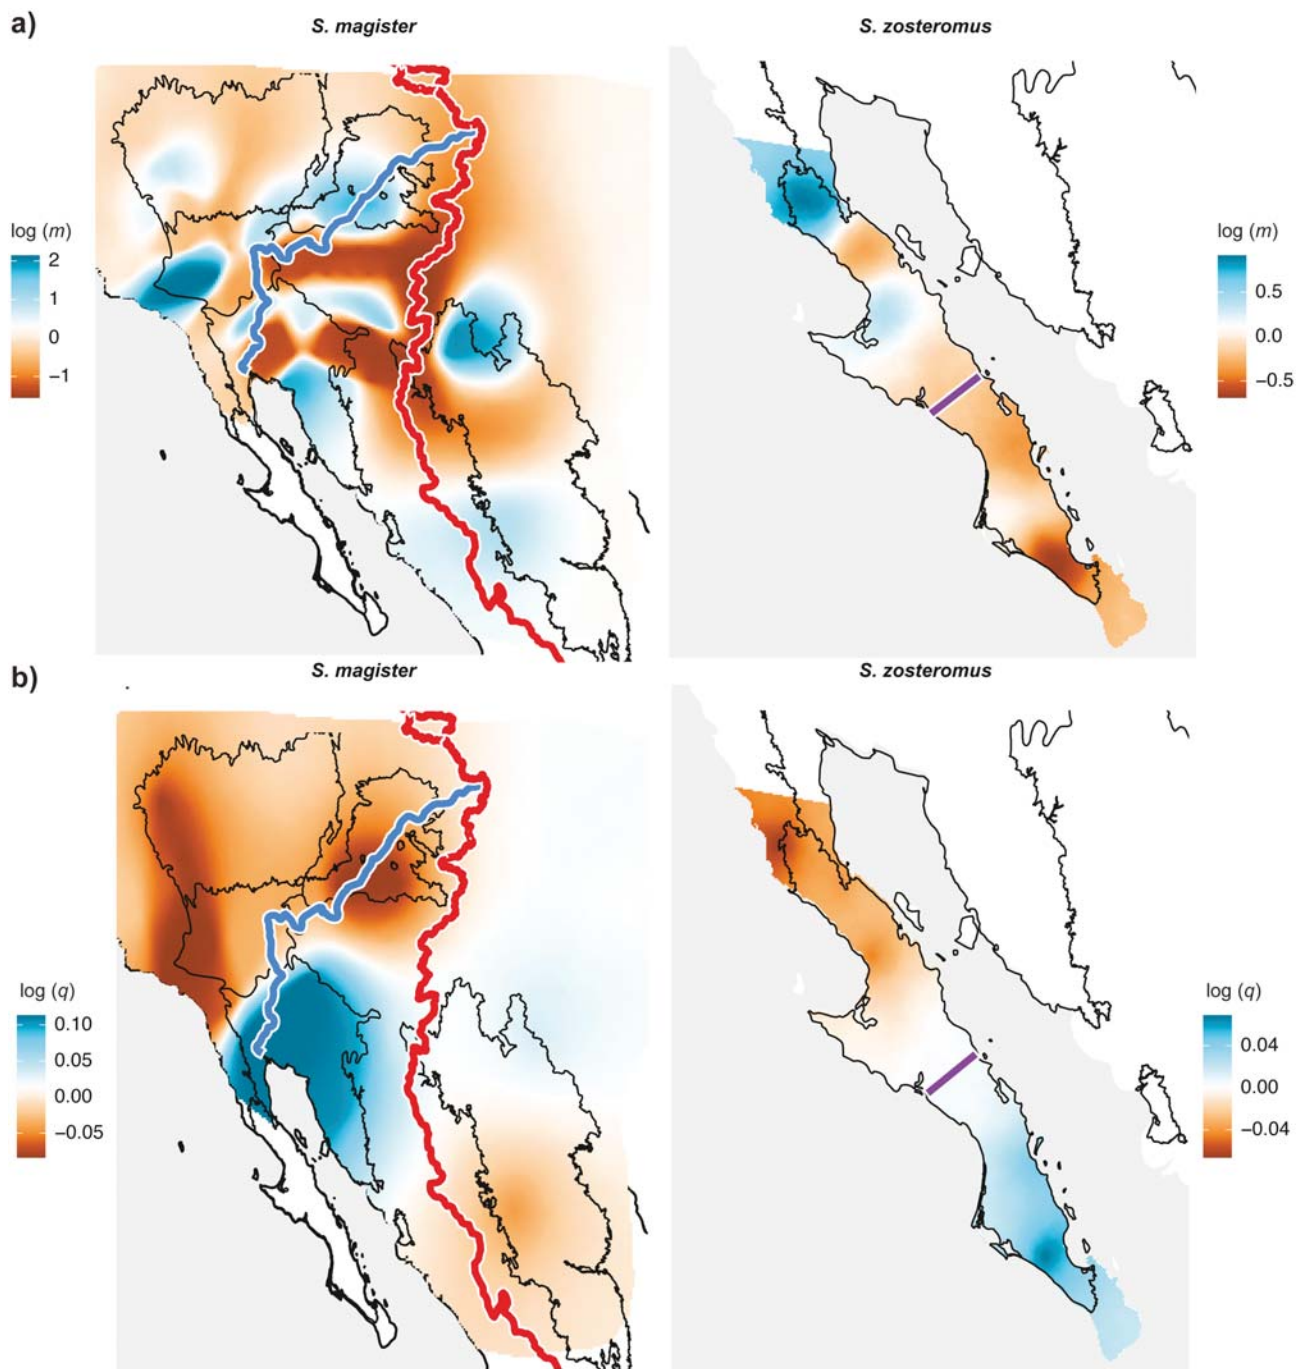 a)
S. magister
S. zosteromus
log (m)
2
1
0
−1
log (m)
0.5
0.0
−0.5
b)
S. magister
S. zosteromus
log (q)
0.10
0.05
0.00
−0.05
log (q)
0.04
0.00
−0.04